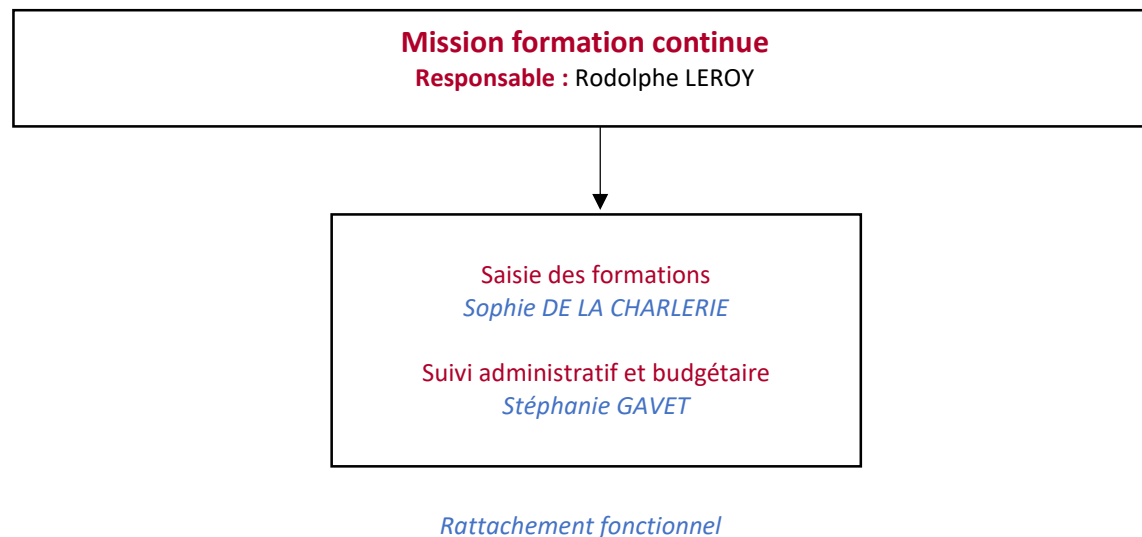 Mission formation continue
Responsable : Rodolphe LEROY
Saisie des formations
Sophie DE LA CHARLERIE
Suivi administratif et budgétaire
Stéphanie GAVET
Rattachement fonctionnel